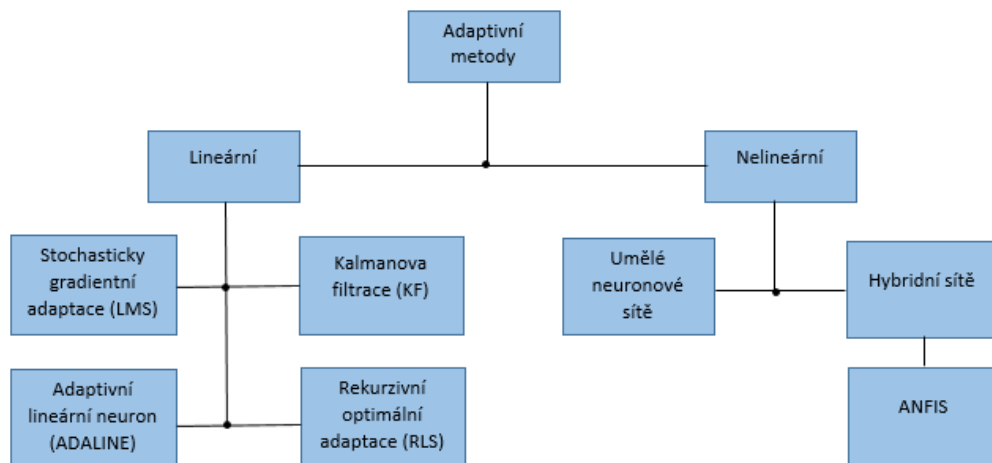 Adaptivní
metody
Lineární
Nelineární
Stochasticky
gradientní
adaptace (LMS)
Kalmanova
filtrace (KF)
Umělé
neuronové
sítě
Hybridní sítě
Adaptivní
lineární neuron
(ADALINE)
Rekurzivní
optimální
adaptace (RLS)
ANFIS